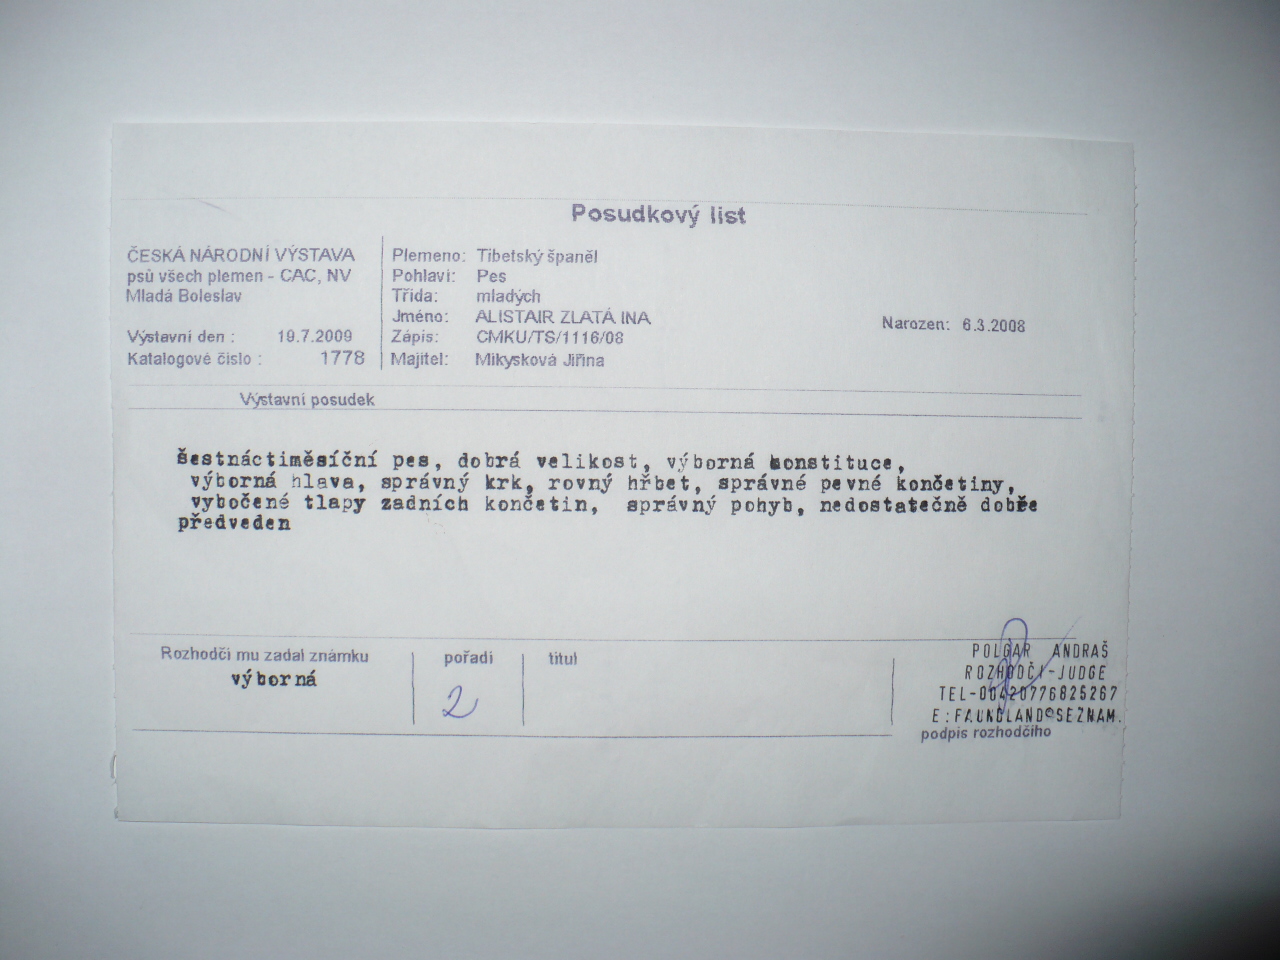 Posudkový list
ČESKÁ NÁRODNÍ VÝSTAVA
psů všech plemen - CAC, NV
Mladá Boleslav
Výstavní den : 19.7.2009
Katalogové číslo : 1778
Plemeno: Tibetský španěl
Pohlaví: Pes
Třída: mladých
Jméno: ALISTAIR ZLATÁ INA
Zápis: CMKU/TS/1116/08
Majitel: Mikysková Jiřina
Narozen: 6.3.2008
Výstavní posudek
šestnáctiměsíční pes, dobrá velikost, výborná konstituce,
výborná hlava, správný krk, rovný hřbet, správné pevné končetiny,
vybočené tlapy zadních končetin, správný pohyb, nedostatečně dobře
předveden
Rozhodčí mu zadal známku
výborná
pořadí
2
titul
POLGÁR ANDRAŠ
ROZHODČÍ-JUDGE
TEL-00420776825267
E:FAUNDLAND@SEZNAM.
podpis rozhodčího